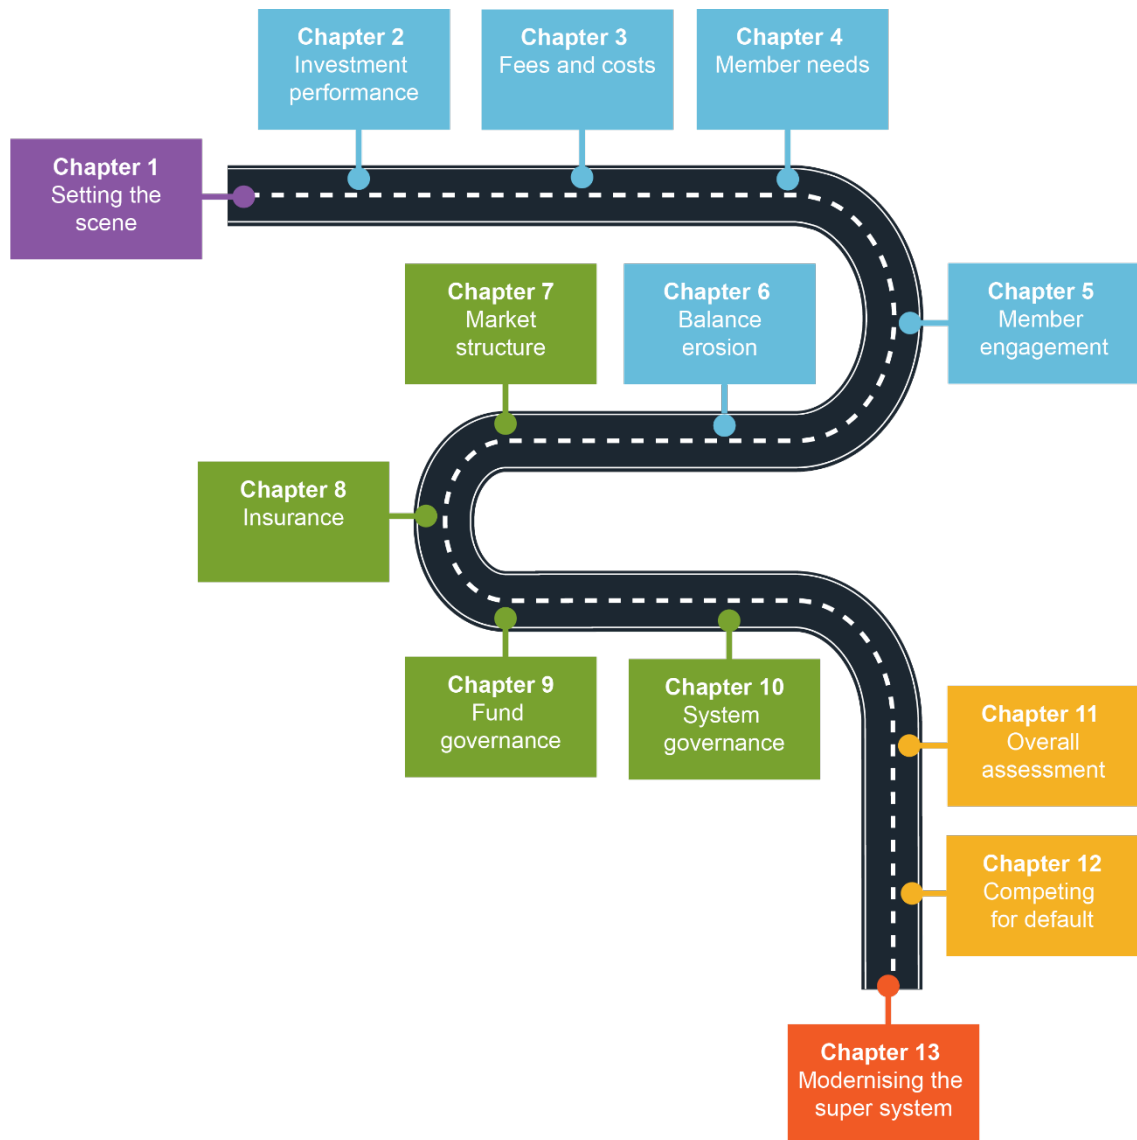 Chapter 1
Setting the
scene
Chapter 2
Investment
performance
Chapter 3
Fees and costs
Chapter 4
Member needs
Chapter 5
Member
engagement
Chapter 6
Balance
erosion
Chapter 7
Market
structure
Chapter 8
Insurance
Chapter 9
Fund
governance
Chapter 10
System
governance
Chapter 11
Overall
assessment
Chapter 12
Competing
for default
Chapter 13
Modernising the
super system